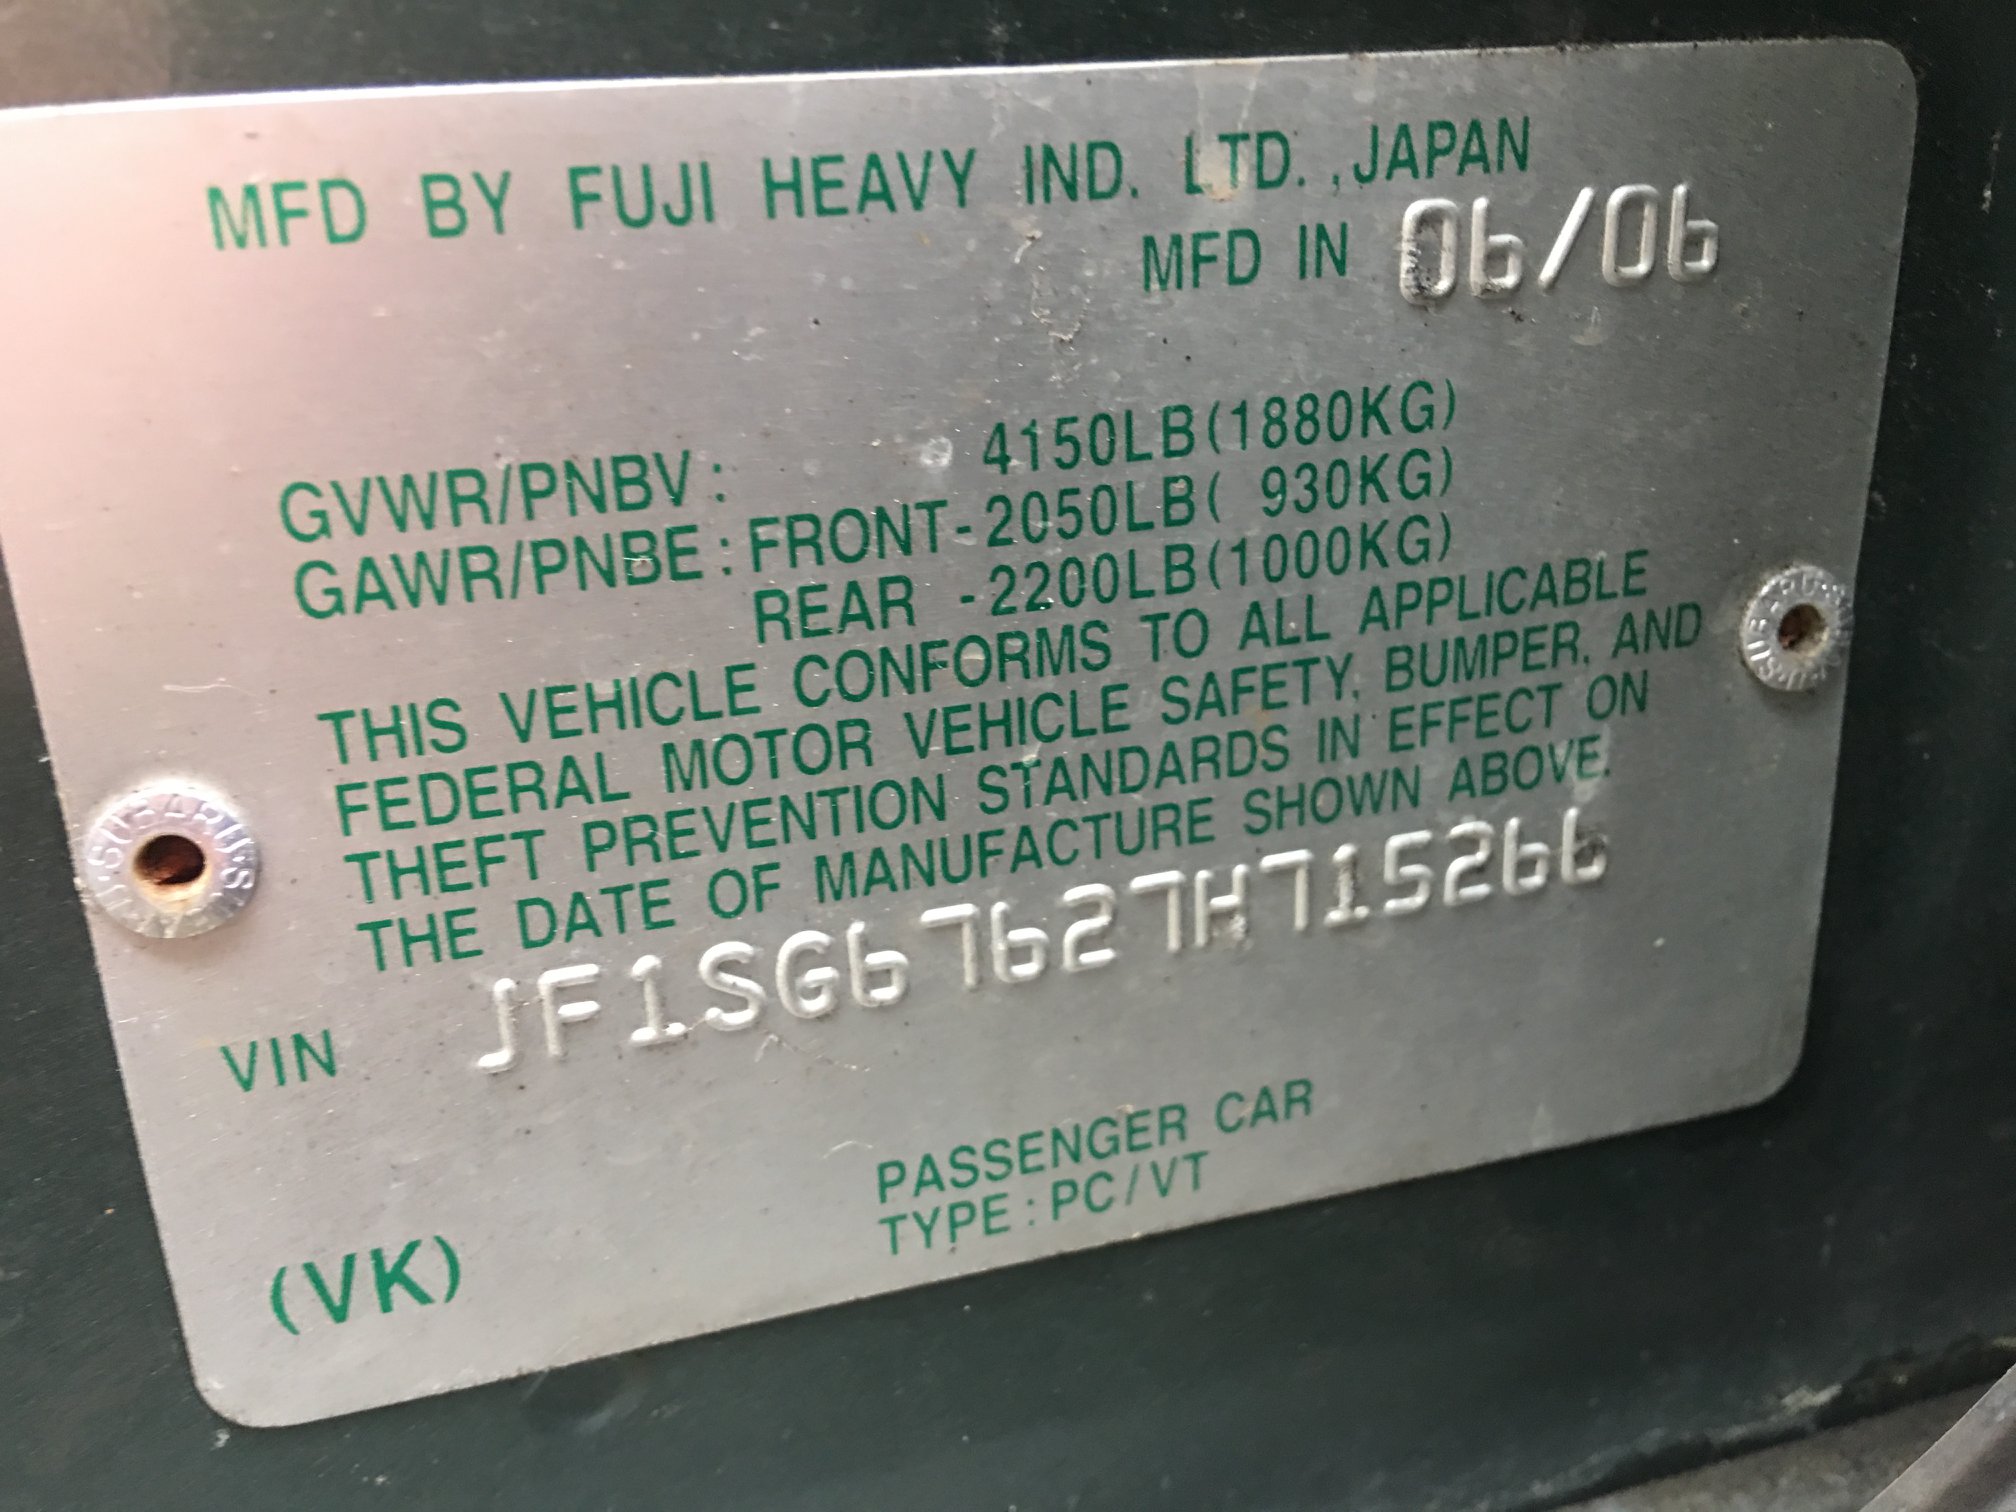 MFD BY FUJI HEAVY IND. LTD.,JAPAN
MFD IN 06/06
GVWR/PNBV: 4150LB(1880KG)
GAWR/PNBE:FRONT-2050LB( 930KG)
REAR -2200LB(1000KG)
THIS VEHICLE CONFORMS TO ALL APPLICABLE
FEDERAL MOTOR VEHICLE SAFETY, BUMPER, AND
THEFT PREVENTION STANDARDS IN EFFECT ON
THE DATE OF MANUFACTURE SHOWN ABOVE.
VIN JF1SG67627H715266
PASSENGER CAR
TYPE:PC/VT
(VK)